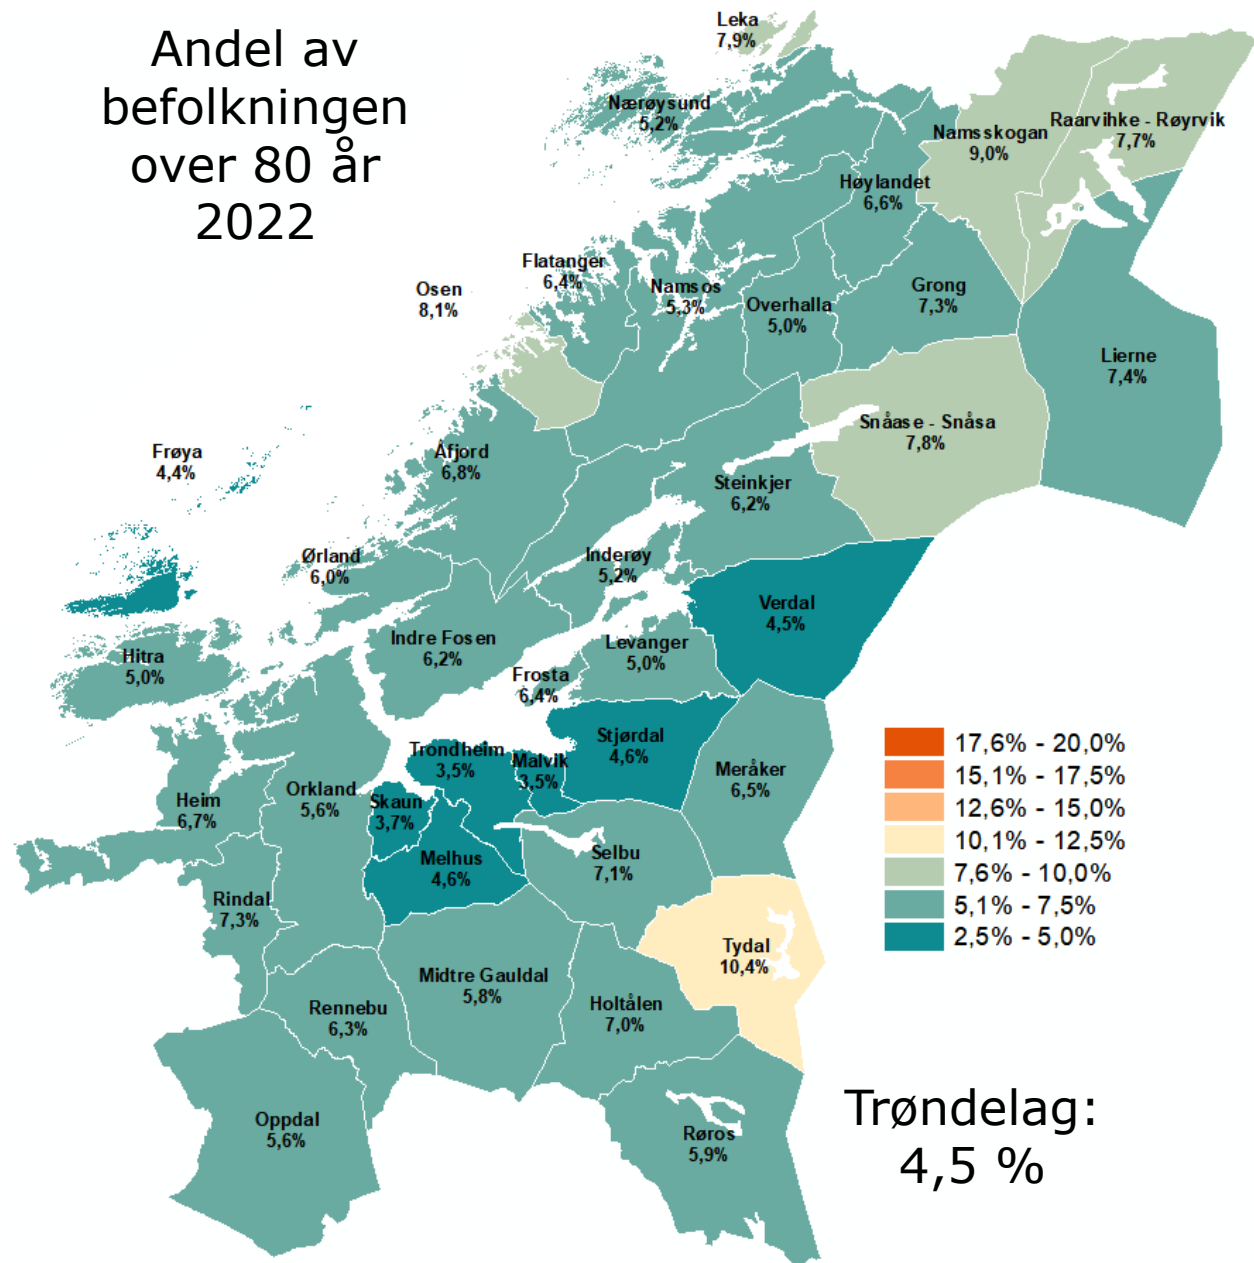 Andel av
befolkningen
over 80 år
2022
Leka
7,9%
Nærøysund
5,2%
Namsskogan
9,0%
Raarvihke - Røyrvik
7,7%
Høylandet
6,6%
Flatanger
6,4%
Osen
8,1%
Namsos
5,3%
Overhalla
5,0%
Grong
7,3%
Lierne
7,4%
Snåase - Snåsa
7,8%
Frøya
4,4%
Åfjord
6,8%
Steinkjer
6,2%
Ørland
6,0%
Inderøy
5,2%
Verdal
4,5%
Hitra
5,0%
Indre Fosen
6,2%
Levanger
5,0%
Frosta
6,4%
Stjørdal
4,6%
Trondheim
3,5%
Malvik
3,5%
Meråker
6,5%
Heim
6,7%
Orkland
5,6%
Skaun
3,7%
Melhus
4,6%
Selbu
7,1%
Rindal
7,3%
Tydal
10,4%
Midtre Gauldal
5,8%
Rennebu
6,3%
Holtålen
7,0%
Oppdal
5,6%
Røros
5,9%
17,6% - 20,0%
15,1% - 17,5%
12,6% - 15,0%
10,1% - 12,5%
7,6% - 10,0%
5,1% - 7,5%
2,5% - 5,0%
Trøndelag:
4,5 %